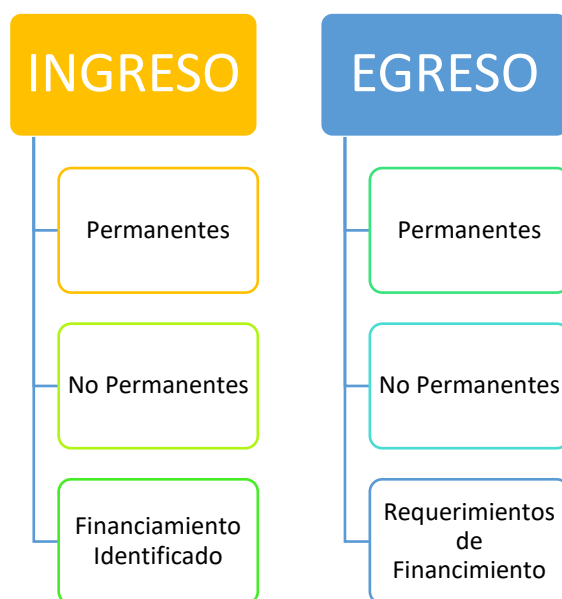 INGRESO
Permanentes
No Permanentes
Financiamiento
Identificado
EGRESO
Permanentes
No Permanentes
Requerimientos
de
Financimiento